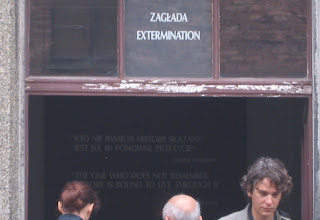 ZAGŁADA
EXTERMINATION
"KTO NIE PAMIĘTA HISTORII SKAZANY
JEST NA JEJ PONOWNE PRZEŻYCIE"
"THE ONE WHO DOES NOT REMEMBER
HISTORY IS BOUND TO LIVE THROUGH IT